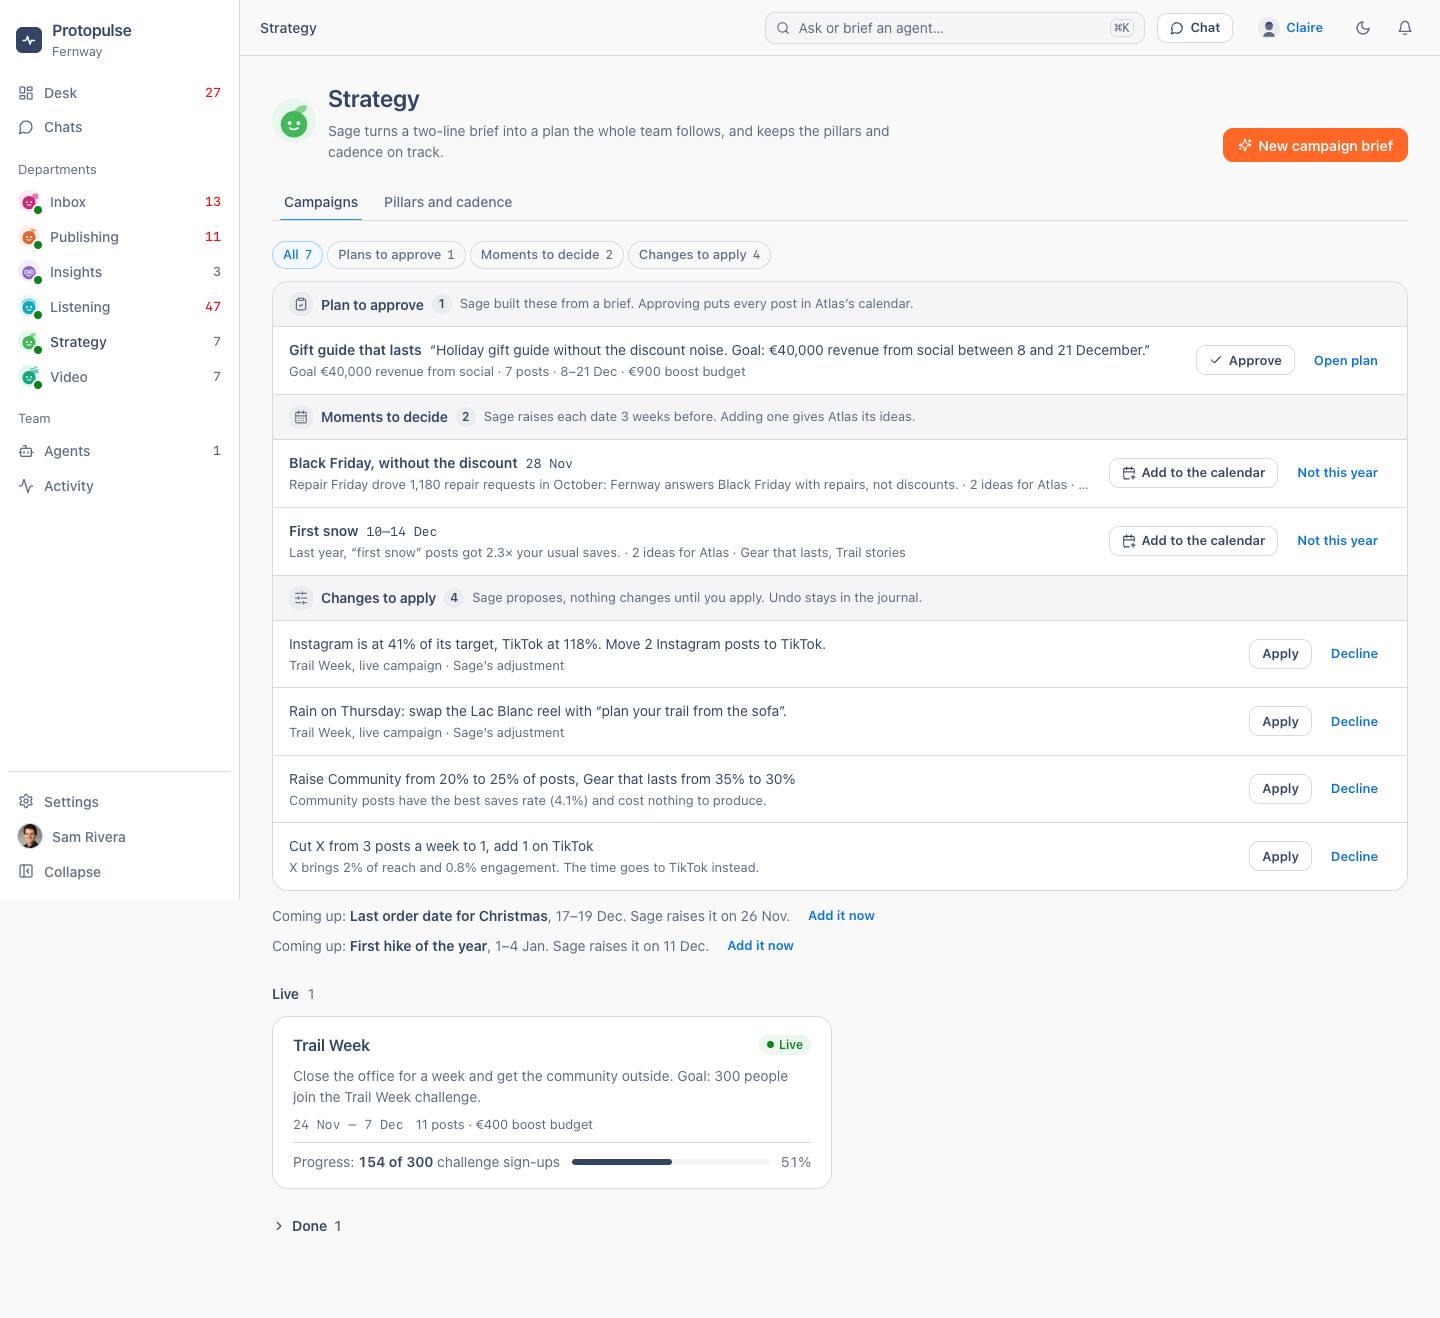 Protopulse
Fernway
Desk 27
Chats
Departments
Inbox 13
Publishing 11
Insights 3
Listening 47
Strategy 7
Video 7
Team
Agents 1
Activity
Settings
Sam Rivera
Collapse
Strategy
Ask or brief an agent... ⌘K
Chat
Claire
Strategy
Sage turns a two-line brief into a plan the whole team follows, and keeps the pillars and
cadence on track.
New campaign brief
Campaigns Pillars and cadence
All 7 Plans to approve 1 Moments to decide 2 Changes to apply 4
Plan to approve 1 Sage built these from a brief. Approving puts every post in Atlas's calendar.
Gift guide that lasts “Holiday gift guide without the discount noise. Goal: €40,000 revenue from social between 8 and 21 December.”
Goal €40,000 revenue from social · 7 posts · 8–21 Dec · €900 boost budget
Approve Open plan
Moments to decide 2 Sage raises each date 3 weeks before. Adding one gives Atlas its ideas.
Black Friday, without the discount 28 Nov
Repair Friday drove 1,180 repair requests in October: Fernway answers Black Friday with repairs, not discounts. · 2 ideas for Atlas · ...
Add to the calendar Not this year
First snow 10–14 Dec
Last year, “first snow” posts got 2.3× your usual saves. · 2 ideas for Atlas · Gear that lasts, Trail stories
Add to the calendar Not this year
Changes to apply 4 Sage proposes, nothing changes until you apply. Undo stays in the journal.
Instagram is at 41% of its target, TikTok at 118%. Move 2 Instagram posts to TikTok.
Trail Week, live campaign · Sage's adjustment
Apply Decline
Rain on Thursday: swap the Lac Blanc reel with “plan your trail from the sofa”.
Trail Week, live campaign · Sage's adjustment
Apply Decline
Raise Community from 20% to 25% of posts, Gear that lasts from 35% to 30%
Community posts have the best saves rate (4.1%) and cost nothing to produce.
Apply Decline
Cut X from 3 posts a week to 1, add 1 on TikTok
X brings 2% of reach and 0.8% engagement. The time goes to TikTok instead.
Apply Decline
Coming up: Last order date for Christmas, 17–19 Dec. Sage raises it on 26 Nov. Add it now
Coming up: First hike of the year, 1–4 Jan. Sage raises it on 11 Dec. Add it now
Live 1
Trail Week Live
Close the office for a week and get the community outside. Goal: 300 people
join the Trail Week challenge.
24 Nov – 7 Dec 11 posts · €400 boost budget
Progress: 154 of 300 challenge sign-ups 51%
Done 1